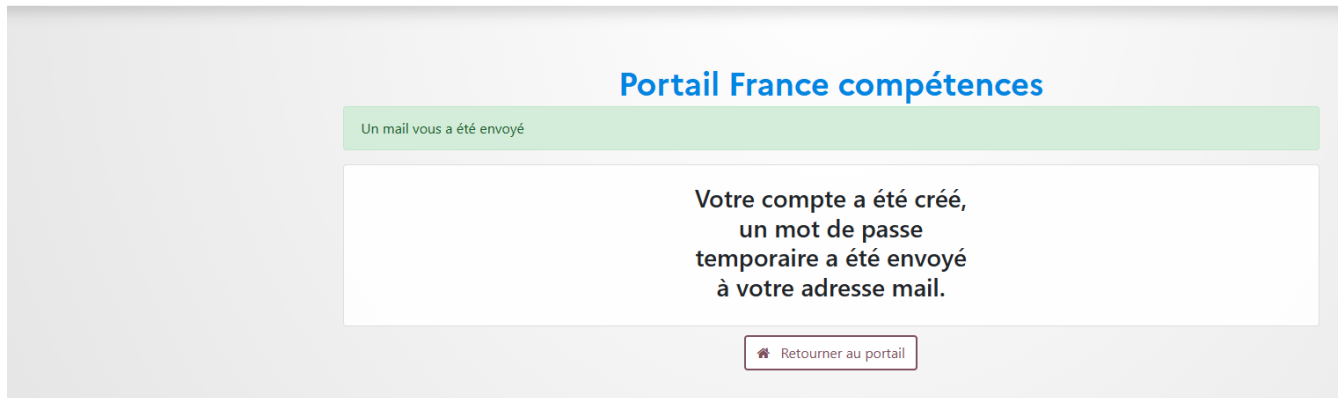 Portail France compétences
Un mail vous a été envoyé
Votre compte a été créé,
un mot de passe
temporaire a été envoyé
à votre adresse mail.
Retourner au portail